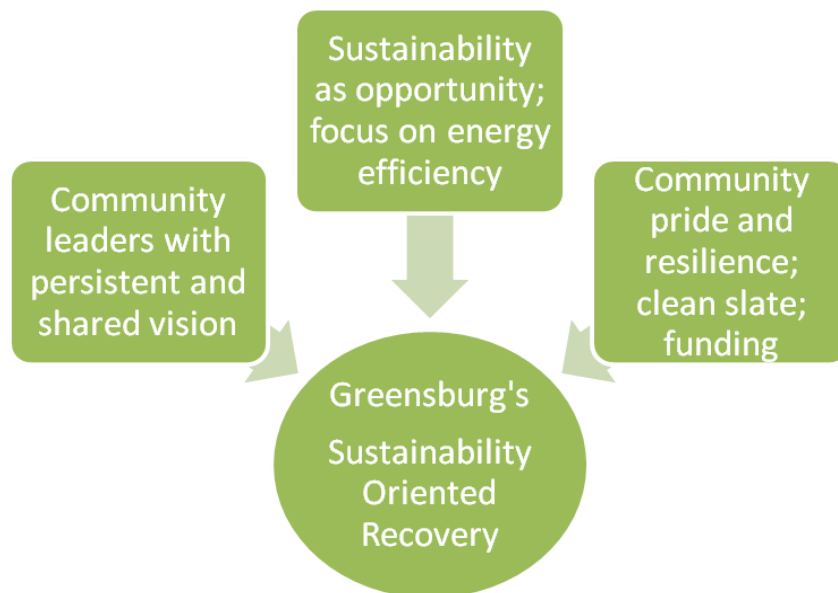 Sustainability
as opportunity;
focus on energy
efficiency
Community
leaders with
persistent and
shared vision
Community
pride and
resilience;
clean slate;
funding
Greensburg's
Sustainability
Oriented
Recovery